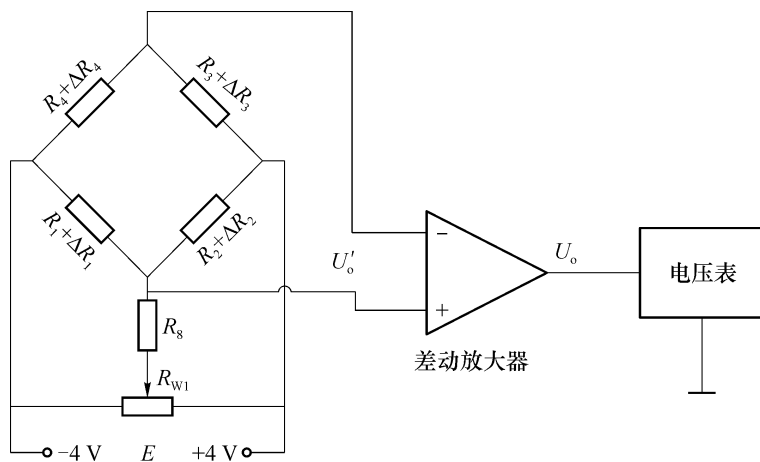 R₄+ΔR₄
R₃+ΔR₃
R₁+ΔR₁
R₂+ΔR₂
U′ₒ
−
+
Uₒ
电压表
差动放大器
R₈
R_W1
−4 V E +4 V